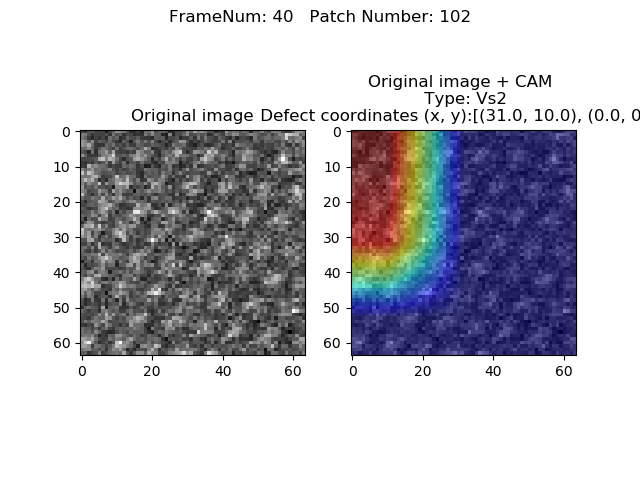 FrameNum: 40   Patch Number: 102
Original image + CAM
Type: Vs2
Original image
Defect coordinates (x, y):[(31.0, 10.0), (0.0, 0
0
10
20
30
40
50
60
0 20 40 60
0
10
20
30
40
50
60
0 20 40 60